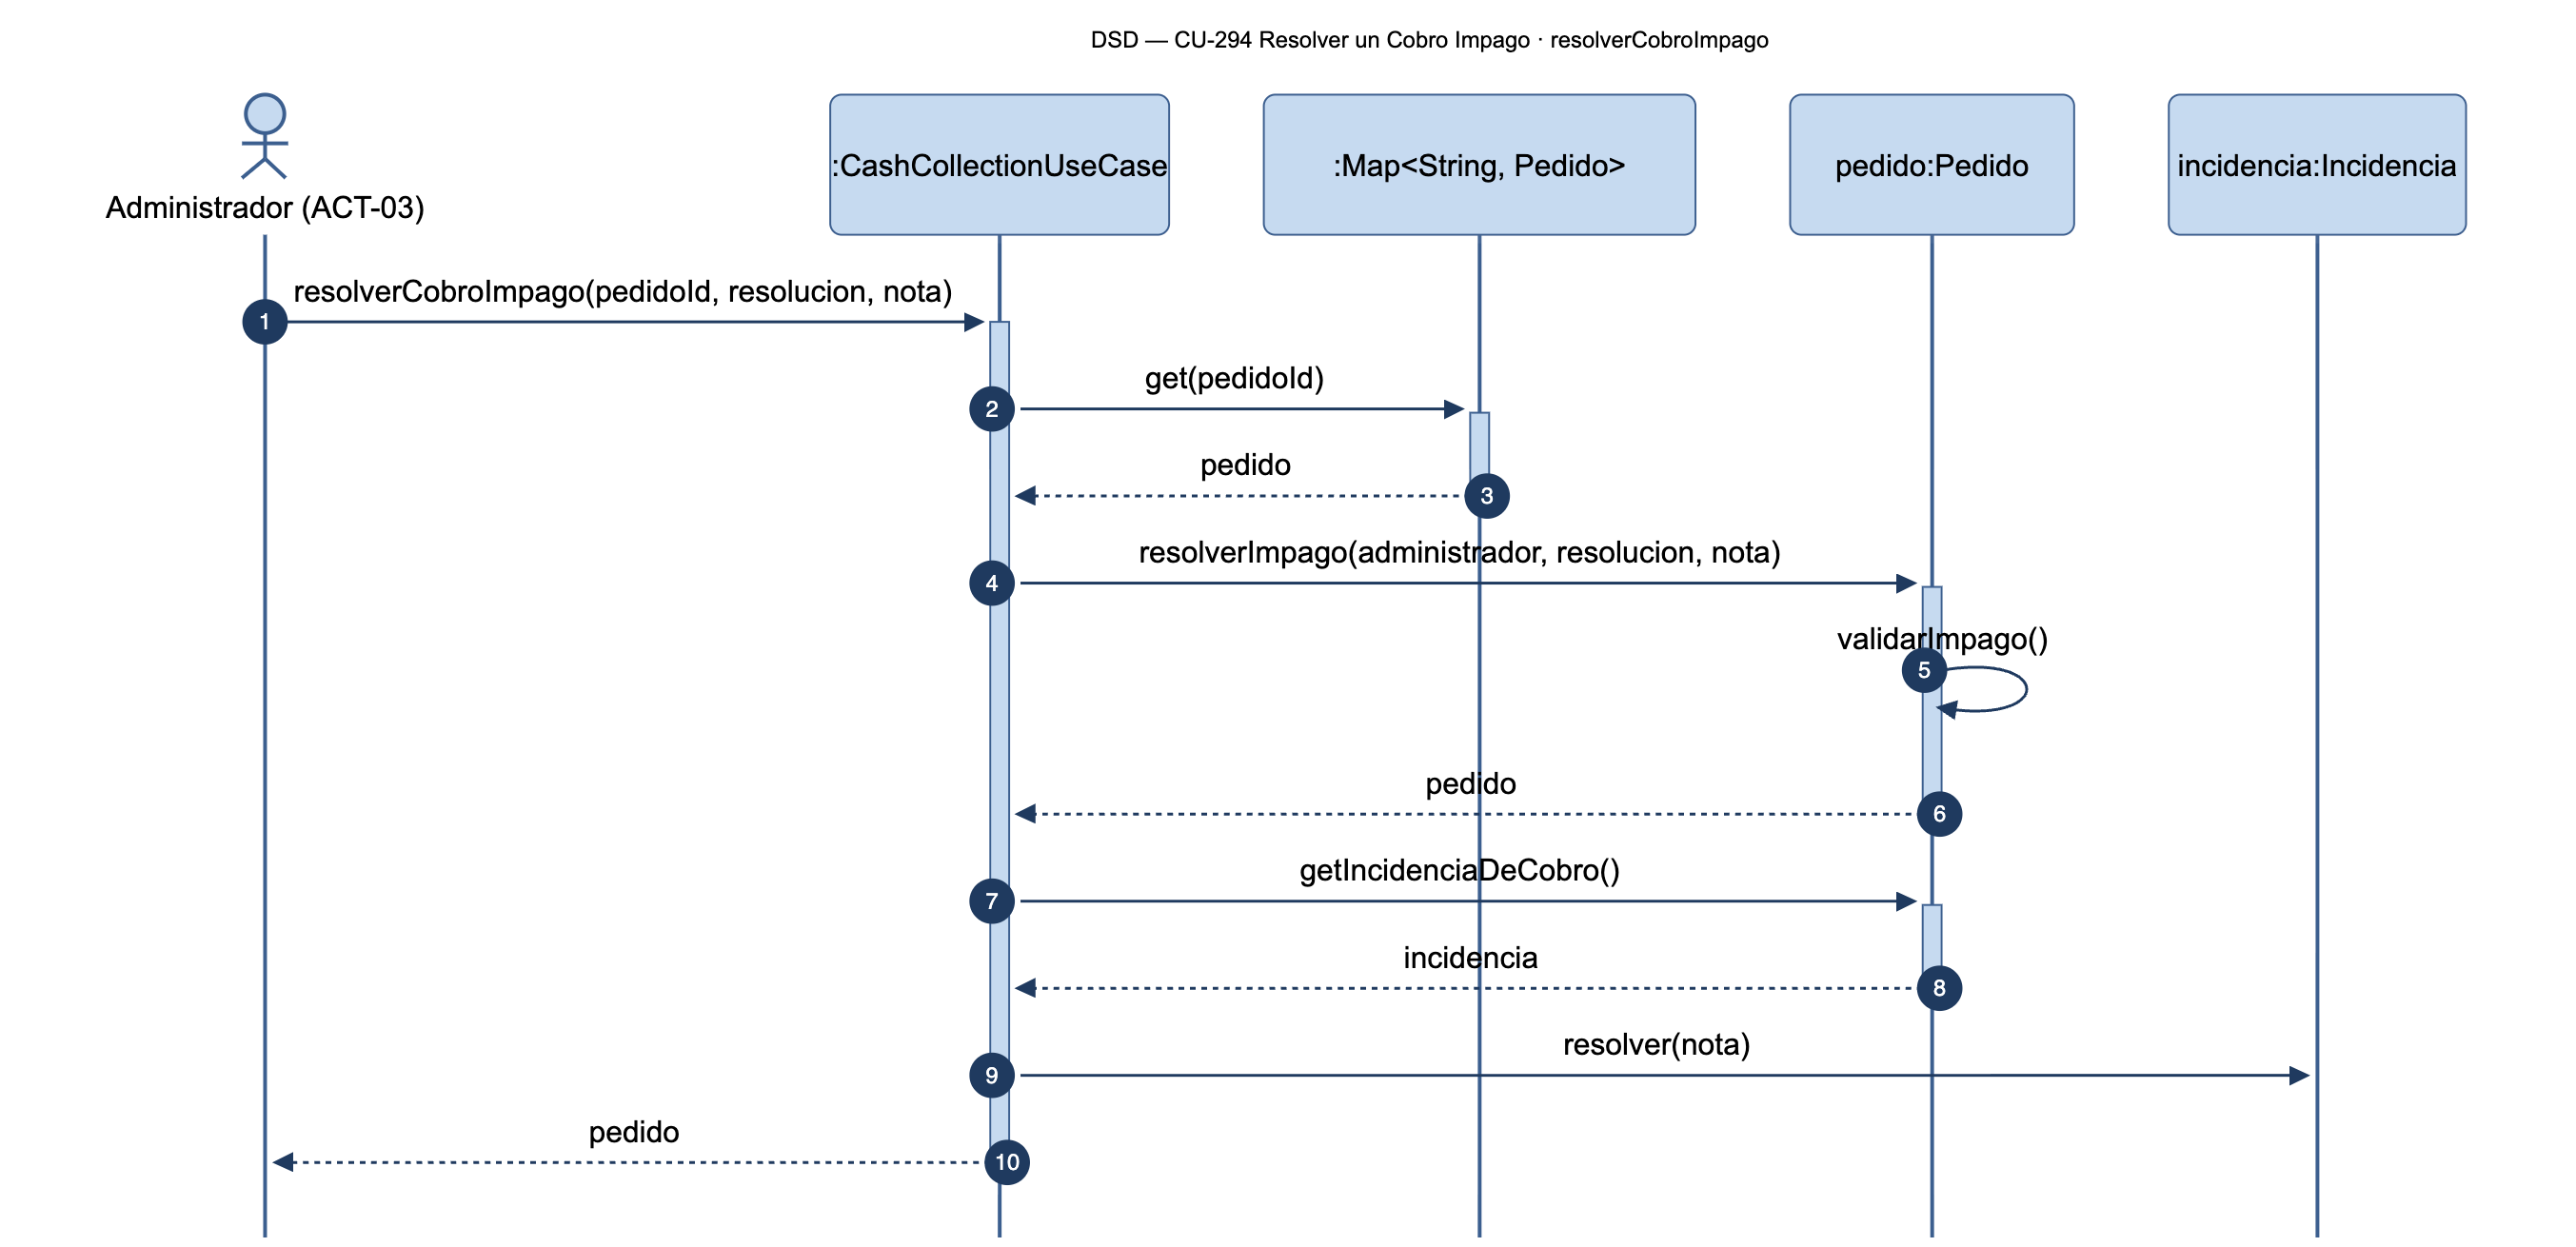 DSD — CU-294 Resolver un Cobro Impago · resolverCobroImpago
Administrador (ACT-03)
:CashCollectionUseCase
:Map<String, Pedido>
pedido:Pedido
incidencia:Incidencia
resolverCobroImpago(pedidoId, resolucion, nota)
1
get(pedidoId)
2
pedido
3
resolverImpago(administrador, resolucion, nota)
4
validarImpago()
5
pedido
6
getIncidenciaDeCobro()
7
incidencia
8
resolver(nota)
9
pedido
10